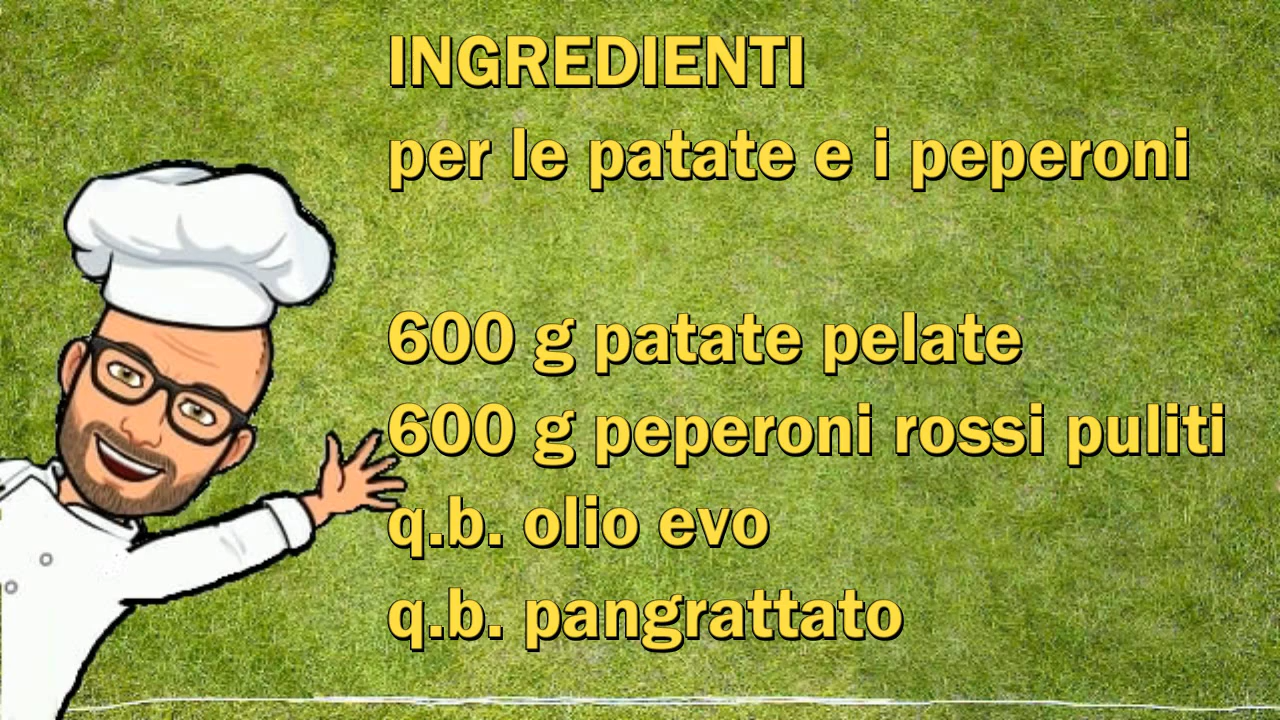 INGREDIENTI
per le patate e i peperoni
600 g patate pelate
600 g peperoni rossi puliti
q.b. olio evo
q.b. pangrattato